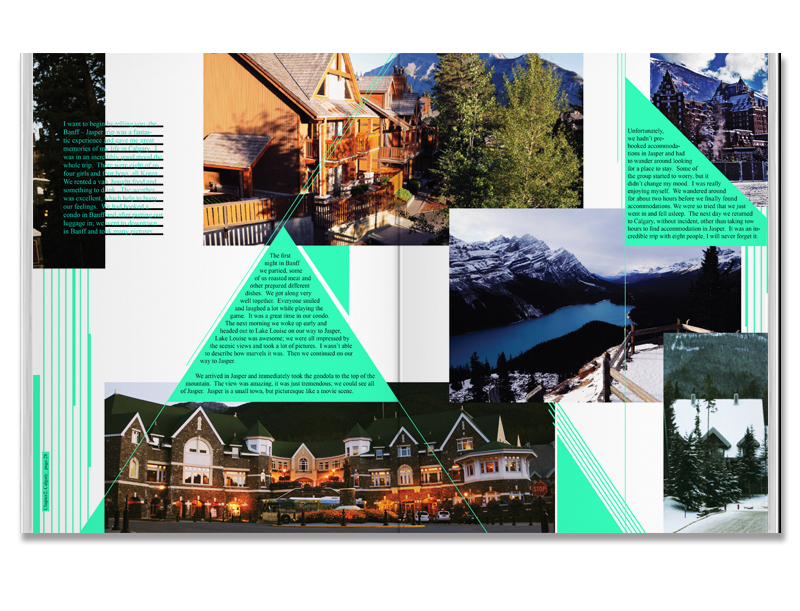 I want to begin by telling you, the
Banff - Jasper trip was a fantas-
tic experience and gave me great
memories of my life in Calgary. I
was in an incredibly good mood the
whole trip. There were eight of us
four girls and four boys, all Korea
We rented a van, bought food and
something to drink. The weather
was excellent, which help to buoy
our feelings. We had booked a
condo in Banff and after putting our
luggage in; we went to downtown
in Banff and took many pictures.
The first
night in Banff
we partied, some
of us roasted meat and
other prepared different
dishes. We got along very
well together. Everyone smiled
and laughed a lot while playing the
game. It was a great time in our condo.
The next morning we woke up early and
headed out to Lake Louise on our way to Jasper.
Lake Louise was awesome; we were all impressed by
the scenic views and took a lot of pictures. I wasn't able
to describe how marvels it was. Then we continued on our
way to Jasper.
We arrived in Jasper and immediately took the gondola to the top of the
mountain. The view was amazing, it was just tremendous; we could see all
of Jasper. Jasper is a small town, but picturesque like a movie scene.
Unfortunately,
we hadn't pre-
booked accommoda-
tions in Jasper and had
to wander around looking
for a place to stay. Some of
the group started to worry, but it
didn't change my mood. I was really
enjoying myself. We wandered around
for about two hours before we finally found
accommodations. We were so tried that we just
went in and fell asleep. The next day we returned
to Calgary, without incident, other than taking tow
hours to find accommodation in Jasper. It was an in-
credible trip with eight people, I will never forget it.
Chapter2. Calgary page.28